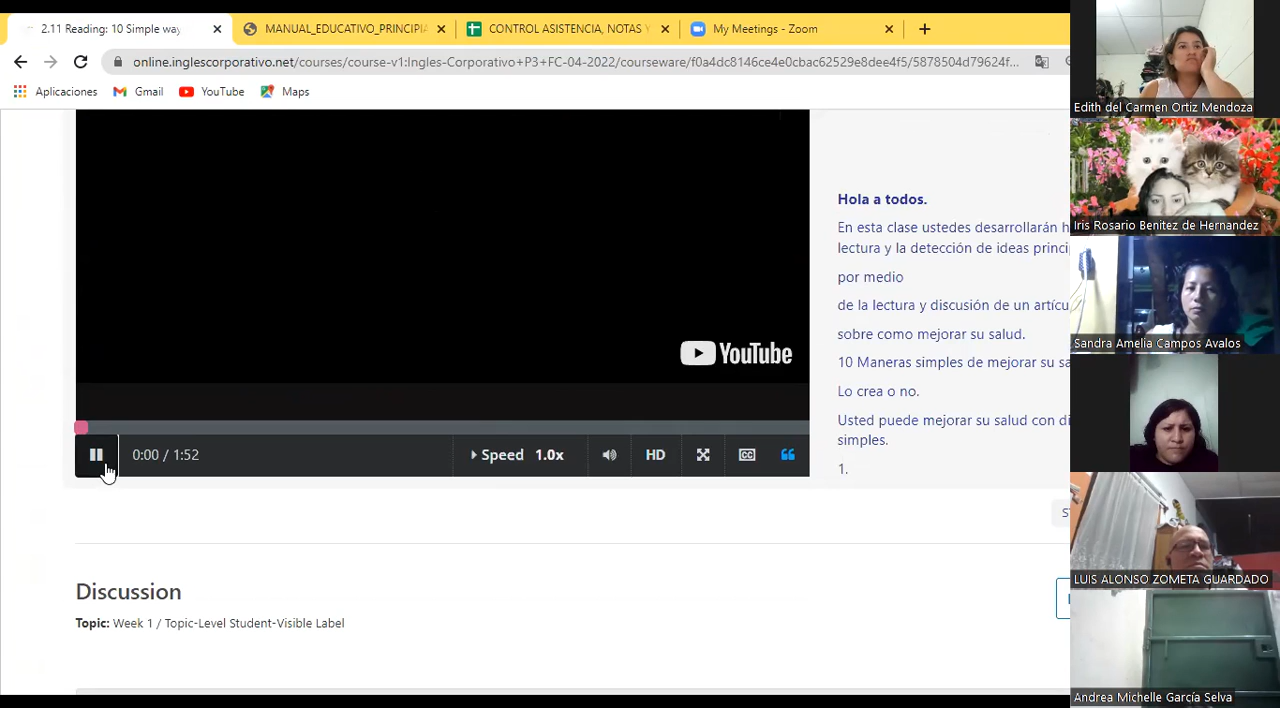 2.11 Reading: 10 Simple way
MANUAL_EDUCATIVO_PRINCIPIA
CONTROL ASISTENCIA, NOTAS Y
My Meetings - Zoom
online.inglescorporativo.net/courses/course-v1:Ingles-Cor
+ P3+FC-04-2022/courseware/f0a4dc8146ce4e0cbac62529e8dee4f5/5878504d79624f...
Aplicaciones
Gmail
YouTube
Maps
YouTube
0:00 / 1:52
Speed 1.0x
HD
CC
Hola a todos.
En esta clase ustedes desarrollarán h
lectura y la detección de ideas princi
por medio
de la lectura y discusión de un artícu
sobre como mejorar su salud.
10 Maneras simples de mejorar su sa
Lo crea o no.
Usted puede mejorar su salud con di
simples.
1.
Discussion
Topic: Week 1 / Topic-Level Student-Visible Label
Edith del Carmen Ortiz Mendoza
Iris Rosario Benitez de Hernandez
Sandra Amelia Campos Avalos
LUIS ALONSO ZOMETA GUARDADO
Andrea Michelle García Selva